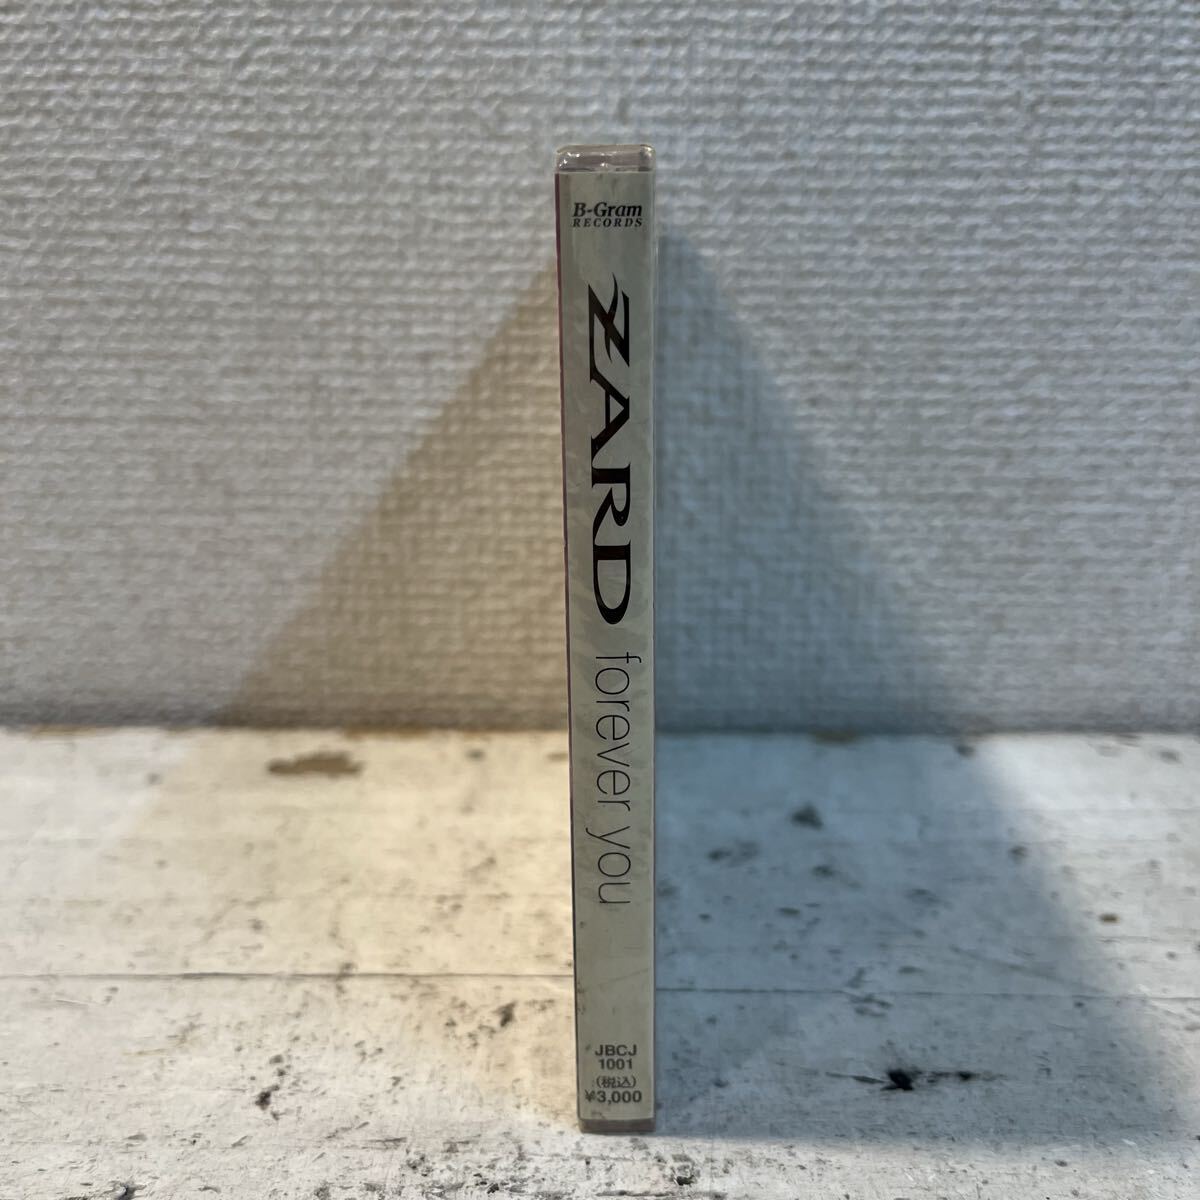 B-Gram
RECORDS
ZARD forever you
JBCJ
1001
(税込)
¥3,000